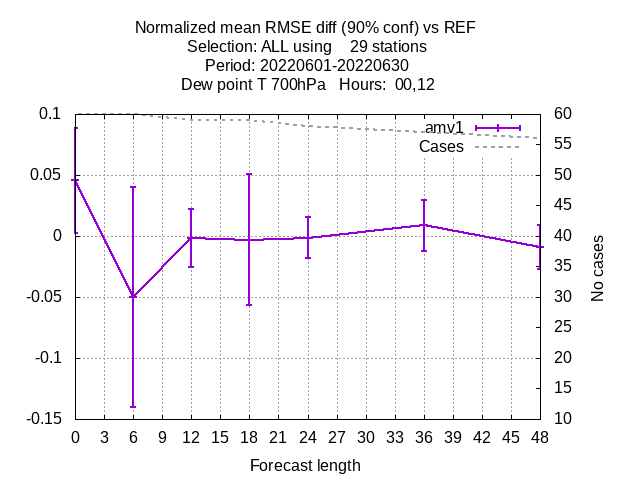 Normalized mean RMSE diff (90% conf) vs REF
Selection: ALL using    29 stations
Period: 20220601-20220630
Dew point T 700hPa   Hours:  00,12
0.1
0.05
0
-0.05
-0.1
-0.15
amv1
Cases
60
55
50
45
40
35
30
25
20
15
10
No cases
0 3 6 9 12 15 18 21 24 27 30 33 36 39 42 45 48
Forecast length